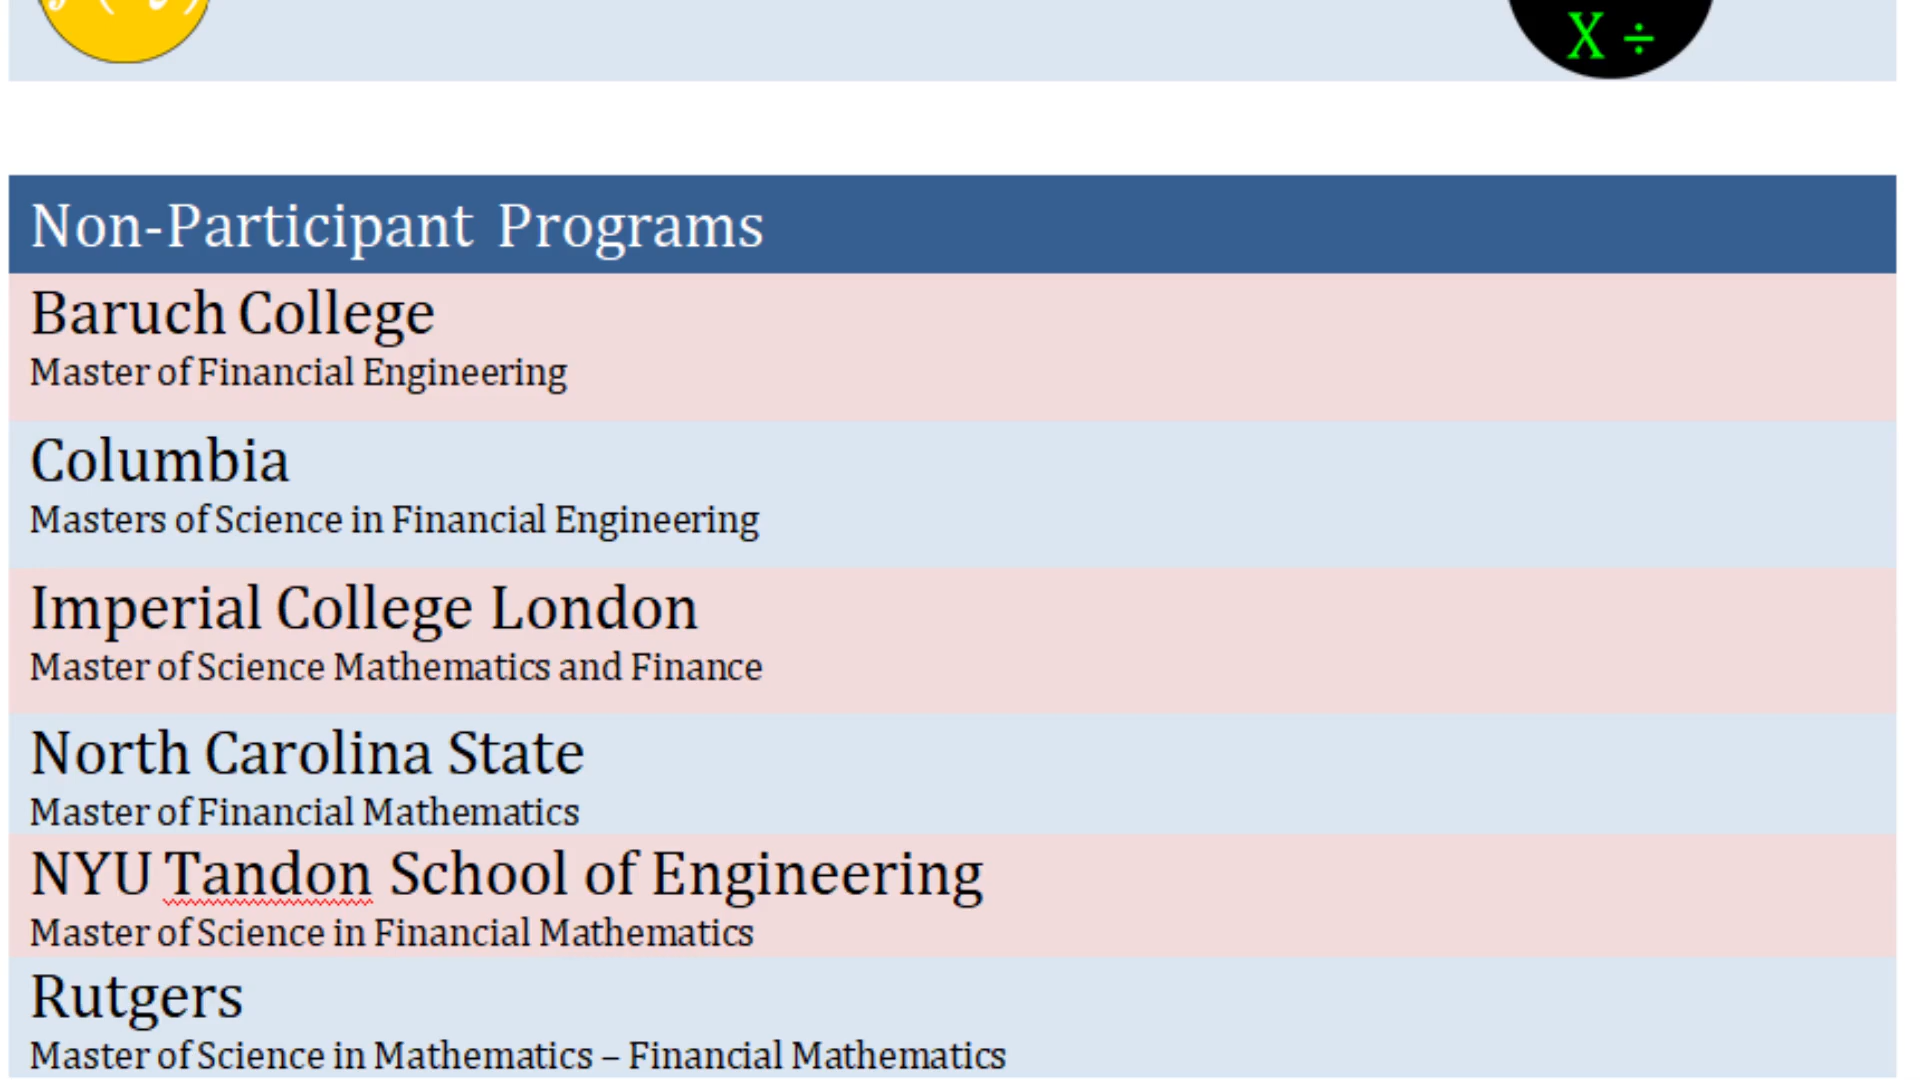 X ÷
Non-Participant Programs
Baruch College
Master of Financial Engineering
Columbia
Masters of Science in Financial Engineering
Imperial College London
Master of Science Mathematics and Finance
North Carolina State
Master of Financial Mathematics
NYU Tandon School of Engineering
Master of Science in Financial Mathematics
Rutgers
Master of Science in Mathematics – Financial Mathematics